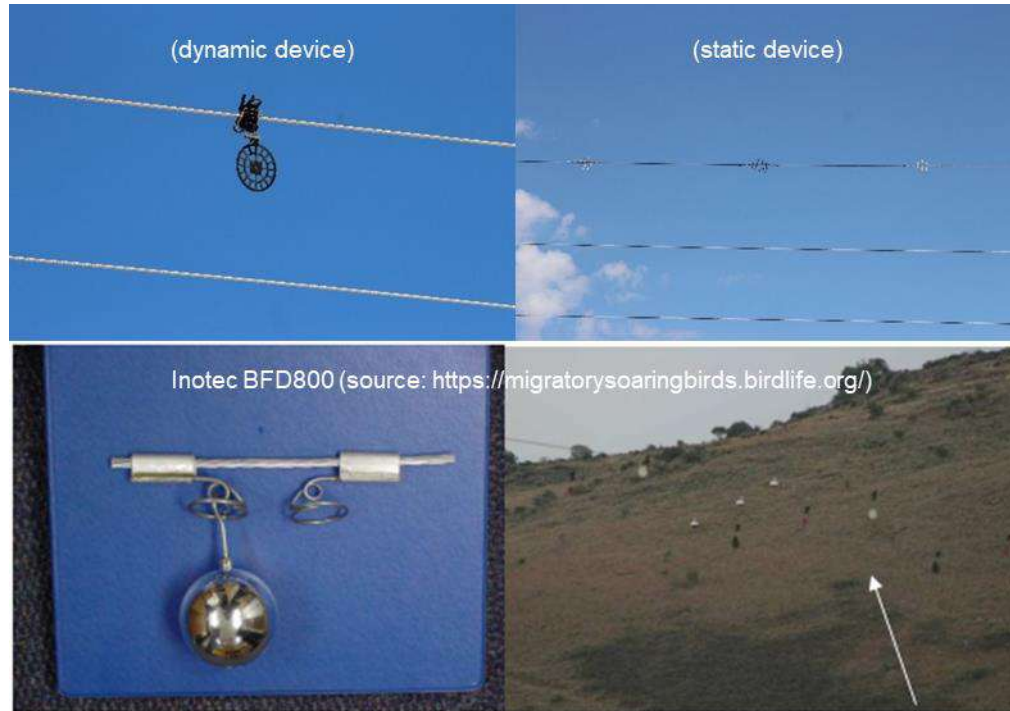 (dynamic device)
(static device)
Inotec BFD800 (source: https://migratorysoaringbirds.birdlife.org/)